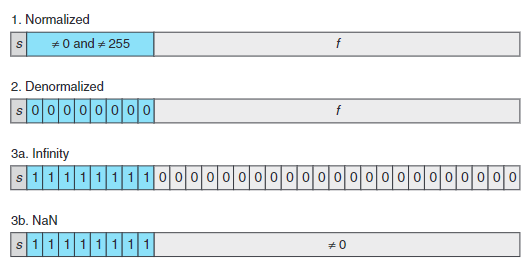 1. Normalized
s ≠ 0 and ≠ 255 f
2. Denormalized
s 0 0 0 0 0 0 0 0 f
3a. Infinity
s 1 1 1 1 1 1 1 1 0 0 0 0 0 0 0 0 0 0 0 0 0 0 0 0 0 0 0 0 0 0 0
3b. NaN
s 1 1 1 1 1 1 1 1 ≠ 0